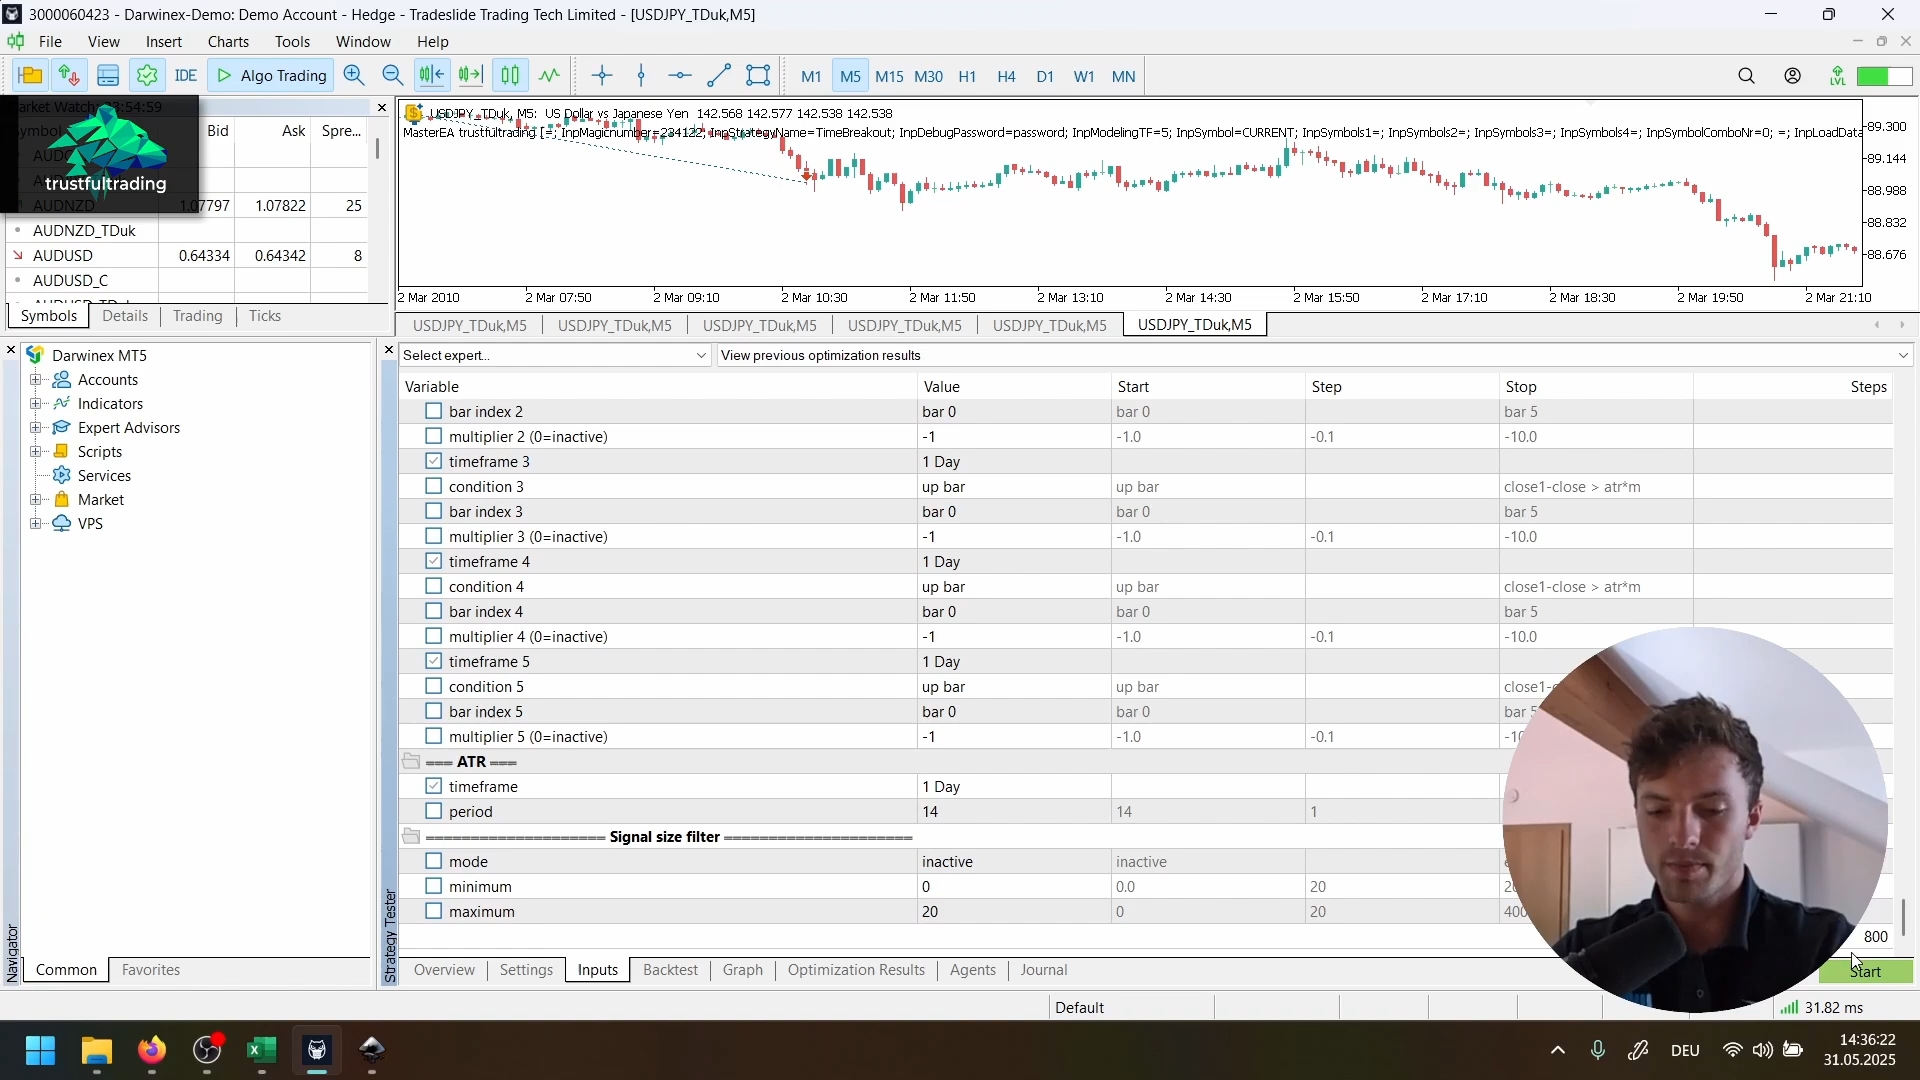 3000060423 - Darwinex-Demo: Demo Account - Hedge - Tradeslide Trading Tech Limited - [USDJPY_TDuk,M5]
File View Insert Charts Tools Window Help
IDE Algo Trading M1 M5 M15 M30 H1 H4 D1 W1 MN
Bid Ask Spre...
trustfultrading
AUDNZD 1.07797 1.07822 25
AUDNZD_TDuk
AUDUSD 0.64334 0.64342 8
AUDUSD_C
Symbols Details Trading Ticks
USDJPY_TDuk, M5: US Dollar vs Japanese Yen 142.568 142.577 142.538 142.538
MasterEA trustfultrading [=; InpMagicnumber=234122; InpStrategyName=TimeBreakout; InpDebugPassword=password; InpModelingTF=5; InpSymbol=CURRENT; InpSymbols1=; InpSymbols2=; InpSymbols3=; InpSymbols4=; InpSymbolComboNr=0; =; InpLoadData
89.300
89.144
88.988
88.832
88.676
2 Mar 2010 2 Mar 07:50 2 Mar 09:10 2 Mar 10:30 2 Mar 11:50 2 Mar 13:10 2 Mar 14:30 2 Mar 15:50 2 Mar 17:10 2 Mar 18:30 2 Mar 19:50 2 Mar 21:10
USDJPY_TDuk,M5 USDJPY_TDuk,M5 USDJPY_TDuk,M5 USDJPY_TDuk,M5 USDJPY_TDuk,M5 USDJPY_TDuk,M5
Darwinex MT5
Accounts
Indicators
Expert Advisors
Scripts
Services
Market
VPS
Navigator
Common Favorites
Strategy Tester
Select expert... View previous optimization results
Variable Value Start Step Stop Steps
bar index 2 bar 0 bar 0 bar 5
multiplier 2 (0=inactive) -1 -1.0 -0.1 -10.0
timeframe 3 1 Day
condition 3 up bar up bar close1-close > atr*m
bar index 3 bar 0 bar 0 bar 5
multiplier 3 (0=inactive) -1 -1.0 -0.1 -10.0
timeframe 4 1 Day
condition 4 up bar up bar close1-close > atr*m
bar index 4 bar 0 bar 0 bar 5
multiplier 4 (0=inactive) -1 -1.0 -0.1 -10.0
timeframe 5 1 Day
condition 5 up bar up bar close1-
bar index 5 bar 0 bar 0 bar
multiplier 5 (0=inactive) -1 -1.0 -0.1
=== ATR ===
timeframe 1 Day
period 14 14 1
==================== Signal size filter =====================
mode inactive inactive
minimum 0 0.0 20
maximum 20 0 20 400
800
Overview Settings Inputs Backtest Graph Optimization Results Agents Journal Start
Default 31.82 ms
DEU 14:36:22
31.05.2025